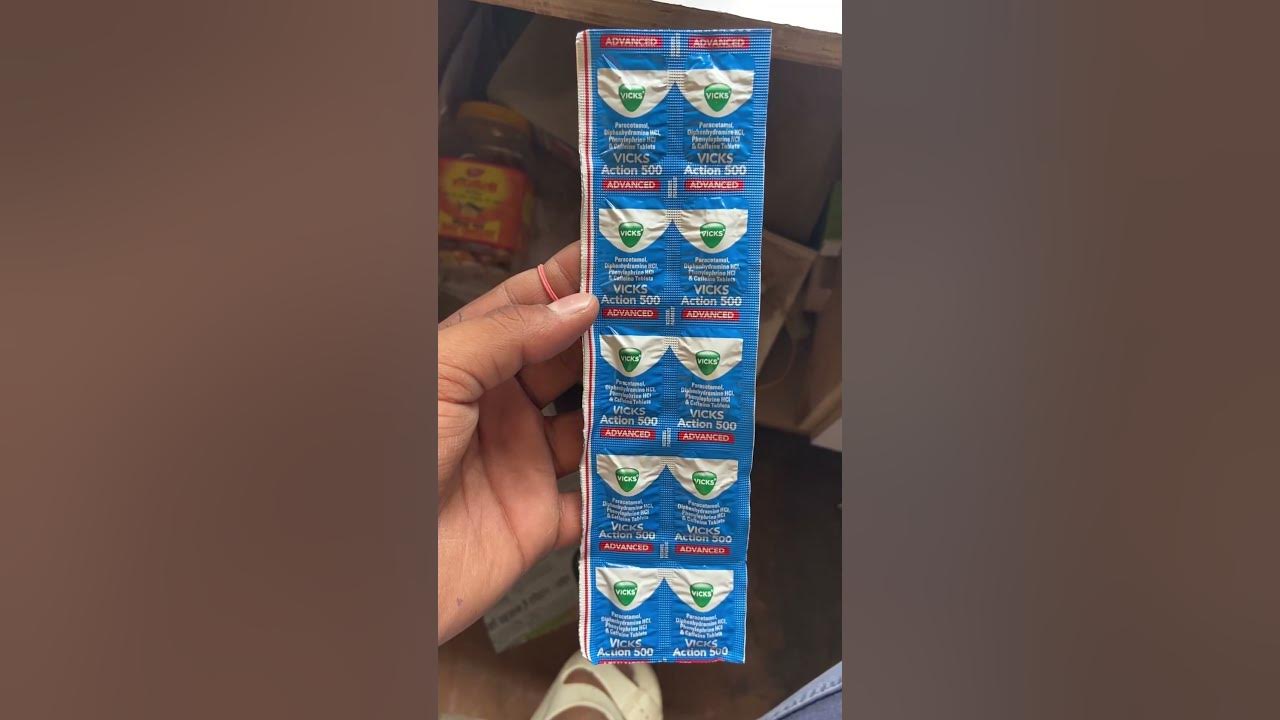 ADVANCED ADVANCED
VICKS VICKS
Paracetamol, Paracetamol,
Diphenhydramine HCl, Diphenhydramine HCl,
Phenylephrine HCl Phenylephrine HCl
& Caffeine Tablets & Caffeine Tablets
VICKS VICKS
Action 500 Action 500
ADVANCED ADVANCED
VICKS VICKS
Paracetamol, Paracetamol,
Diphenhydramine HCl, Diphenhydramine HCl,
Phenylephrine HCl Phenylephrine HCl
& Caffeine Tablets & Caffeine Tablets
VICKS VICKS
Action 500 Action 500
ADVANCED ADVANCED
VICKS VICKS
Paracetamol, Paracetamol,
Diphenhydramine HCl, Diphenhydramine HCl,
Phenylephrine HCl Phenylephrine HCl
& Caffeine Tablets & Caffeine Tablets
VICKS VICKS
Action 500 Action 500
ADVANCED ADVANCED
VICKS VICKS
Paracetamol, Paracetamol,
Diphenhydramine HCl, Diphenhydramine HCl,
Phenylephrine HCl Phenylephrine HCl
& Caffeine Tablets & Caffeine Tablets
VICKS VICKS
Action 500 Action 500
ADVANCED ADVANCED
VICKS VICKS
Paracetamol, Paracetamol,
Diphenhydramine HCl, Diphenhydramine HCl,
Phenylephrine HCl Phenylephrine HCl
& Caffeine Tablets & Caffeine Tablets
VICKS VICKS
Action 500 Action 500